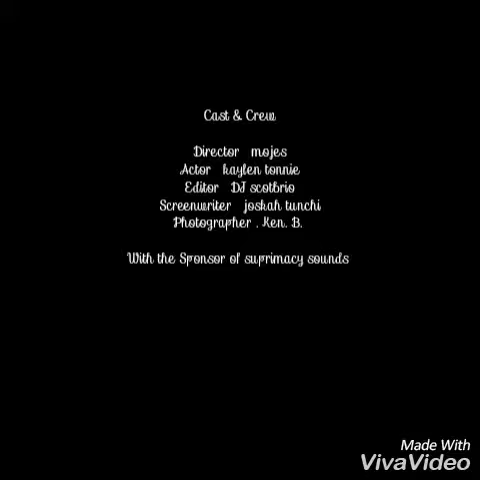 Cast & Crew
Director mojes
Actor kaylen tonnie
Editor DJ scotbrio
Screenwriter joskah tunchi
Photographer . Ken. B.
With the Sponsor of suprimacy sounds
Made With
VivaVideo